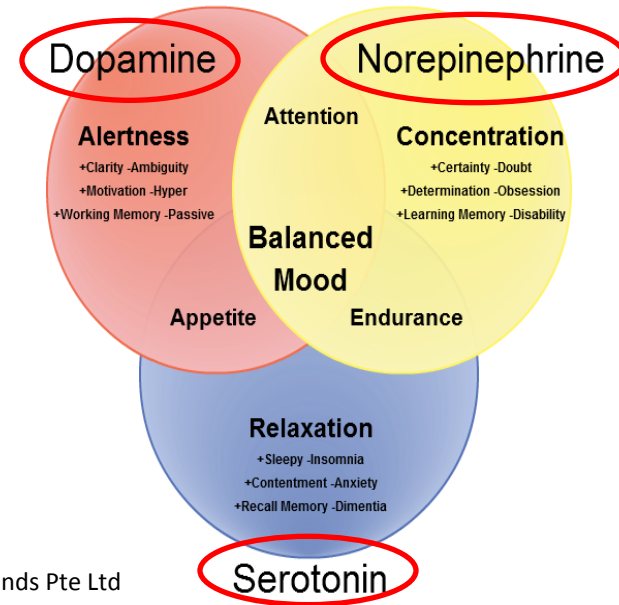 Dopamine
Norepinephrine
Attention
Alertness
+Clarity -Ambiguity
+Motivation -Hyper
+Working Memory -Passive
Concentration
+Certainty -Doubt
+Determination -Obsession
+Learning Memory -Disability
Balanced
Mood
Appetite
Endurance
Relaxation
+Sleepy -Insomnia
+Contentment -Anxiety
+Recall Memory -Dimentia
nds Pte Ltd
Serotonin